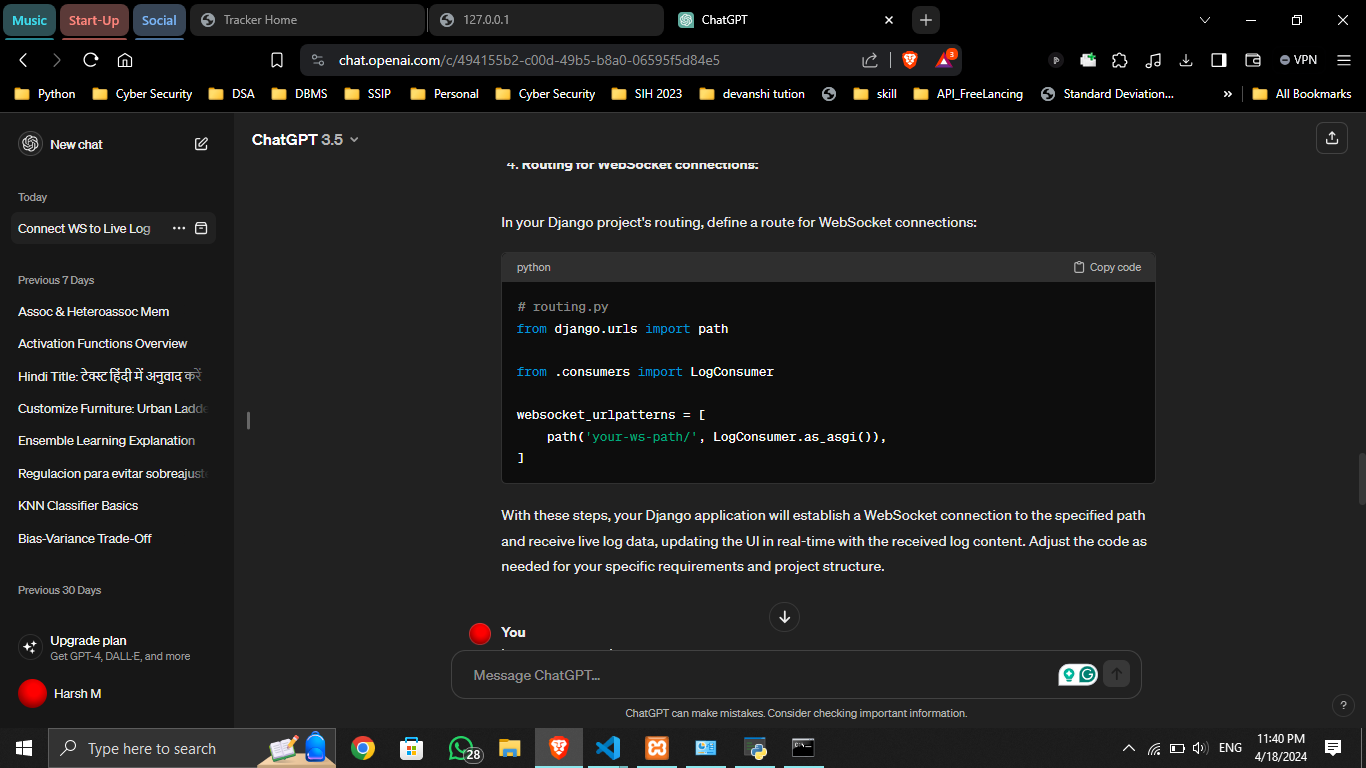 Music Start-Up Social Tracker Home 127.0.0.1 ChatGPT
chat.openai.com/c/494155b2-c00d-49b5-b8a0-06595f5d84e5 3 VPN
Python Cyber Security DSA DBMS SSIP Personal Cyber Security SIH 2023 devanshi tution skill API_FreeLancing Standard Deviation... » All Bookmarks
New chat
Today
Connect WS to Live Log
Previous 7 Days
Assoc & Heteroassoc Mem
Activation Functions Overview
Hindi Title: टेक्स्ट हिंदी में अनुवाद करें
Customize Furniture: Urban Ladde
Ensemble Learning Explanation
Regulacion para evitar sobreajuste
KNN Classifier Basics
Bias-Variance Trade-Off
Previous 30 Days
Upgrade plan
Get GPT-4, DALL·E, and more
Harsh M
ChatGPT 3.5
4. Routing for WebSocket connections:
In your Django project's routing, define a route for WebSocket connections:
python Copy code
# routing.py
from django.urls import path
from .consumers import LogConsumer
websocket_urlpatterns = [
path('your-ws-path/', LogConsumer.as_asgi()),
]
With these steps, your Django application will establish a WebSocket connection to the specified path
and receive live log data, updating the UI in real-time with the received log content. Adjust the code as
needed for your specific requirements and project structure.
You
Message ChatGPT...
ChatGPT can make mistakes. Consider checking important information.
?
Type here to search 28 ENG 11:40 PM
4/18/2024